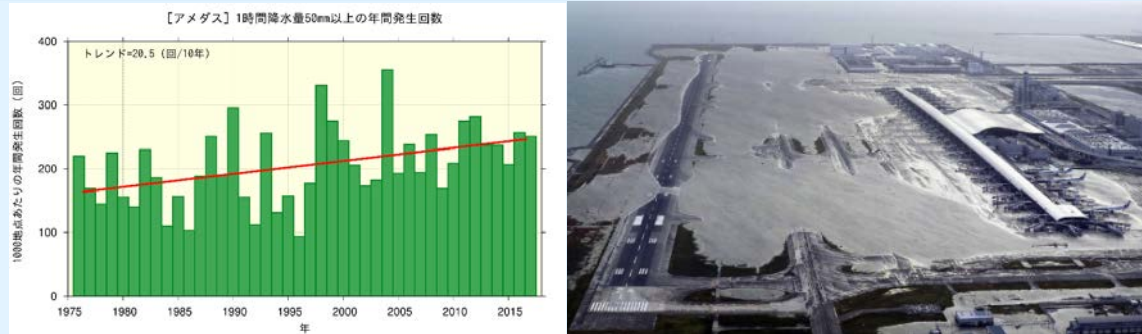 [アメダス] 1時間降水量50mm以上の年間発生回数
トレンド=20.5 (回/10年)
1000地点あたりの年間発生回数 (回)
400
300
200
100
0
1975 1980 1985 1990 1995 2000 2005 2010 2015
年